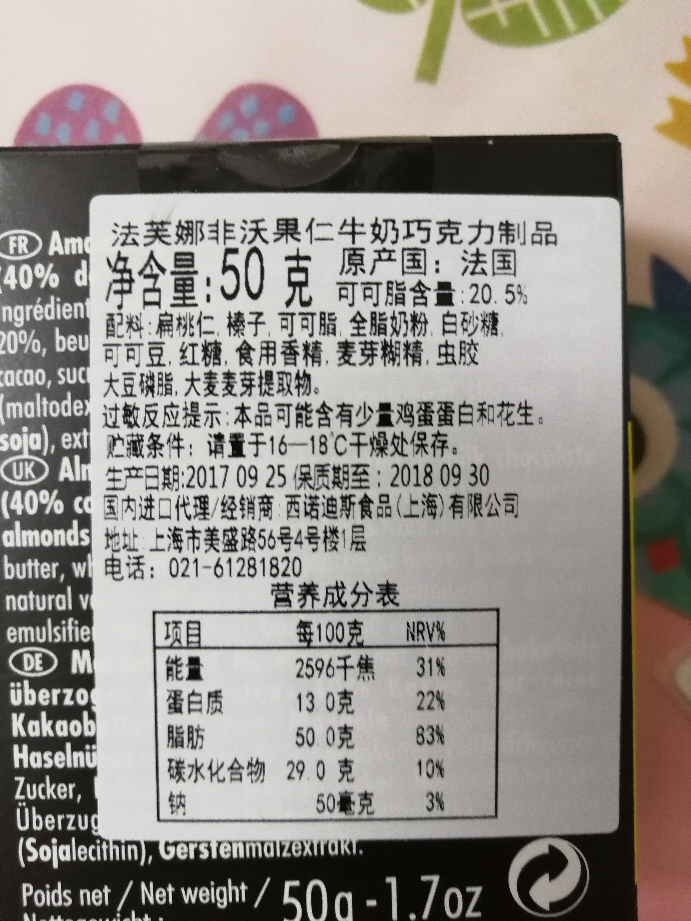 法芙娜非沃果仁牛奶巧克力制品
净含量:50 克 原产国：法国
可可脂含量:20.5%
配料:扁桃仁, 榛子, 可可脂, 全脂奶粉, 白砂糖,
可可豆, 红糖, 食用香精, 麦芽糊精, 虫胶
大豆磷脂, 大麦麦芽提取物。
过敏反应提示:本品可能含有少量鸡蛋蛋白和花生。
贮藏条件：请置于16—18℃干燥处保存。
生产日期:2017 09 25 保质期至：2018 09 30
国内进口代理/经销商:西诺迪斯食品(上海)有限公司
地址:上海市美盛路56号4号楼1层
电话：021-61281820
营养成分表
项目 每100克 NRV%
能量 2596千焦 31%
蛋白质 13.0克 22%
脂肪 50.0克 83%
碳水化合物 29.0 克 10%
钠 50毫克 3%
FR
(40% d
20%, beu
cacao, suc
(maltodex
soja), ext
UK
(40% co
almonds
butter, wh
natural
emulsifie
DE M
überzog
Kakaob
Haselnü
Zucker,
Überzug
(Sojalecithin), Gerstenmalzextrakt.
Poids net / Net weight / 50g - 1.7oz